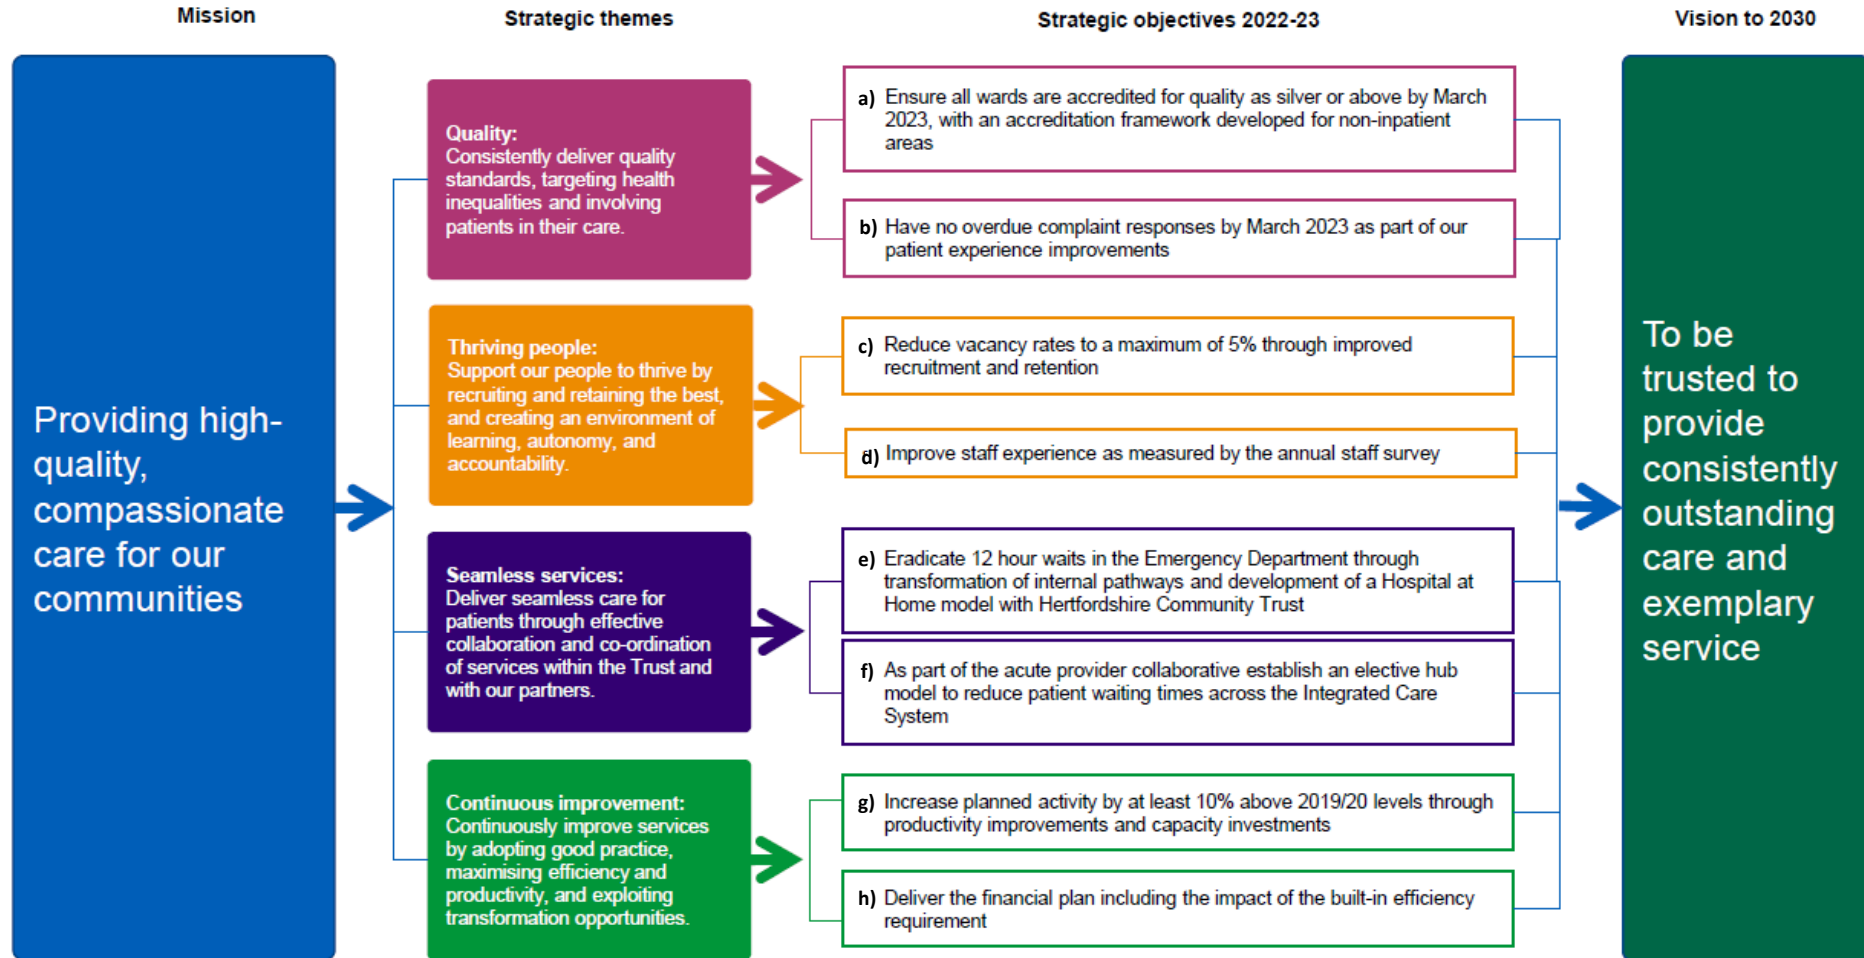 Mission
Strategic themes
Strategic objectives 2022-23
Vision to 2030
Providing high-
quality,
compassionate
care for our
communities
Quality:
Consistently deliver quality
standards, targeting health
inequalities and involving
patients in their care.
a) Ensure all wards are accredited for quality as silver or above by March
2023, with an accreditation framework developed for non-inpatient
areas
b) Have no overdue complaint responses by March 2023 as part of our
patient experience improvements
Thriving people:
Support our people to thrive by
recruiting and retaining the best,
and creating an environment of
learning, autonomy, and
accountability.
c) Reduce vacancy rates to a maximum of 5% through improved
recruitment and retention
d) Improve staff experience as measured by the annual staff survey
Seamless services:
Deliver seamless care for
patients through effective
collaboration and co-ordination
of services within the Trust and
with our partners.
e) Eradicate 12 hour waits in the Emergency Department through
transformation of internal pathways and development of a Hospital at
Home model with Hertfordshire Community Trust
f) As part of the acute provider collaborative establish an elective hub
model to reduce patient waiting times across the Integrated Care
System
Continuous improvement:
Continuously improve services
by adopting good practice,
maximising efficiency and
productivity, and exploiting
transformation opportunities.
g) Increase planned activity by at least 10% above 2019/20 levels through
productivity improvements and capacity investments
h) Deliver the financial plan including the impact of the built-in efficiency
requirement
To be
trusted to
provide
consistently
outstanding
care and
exemplary
service